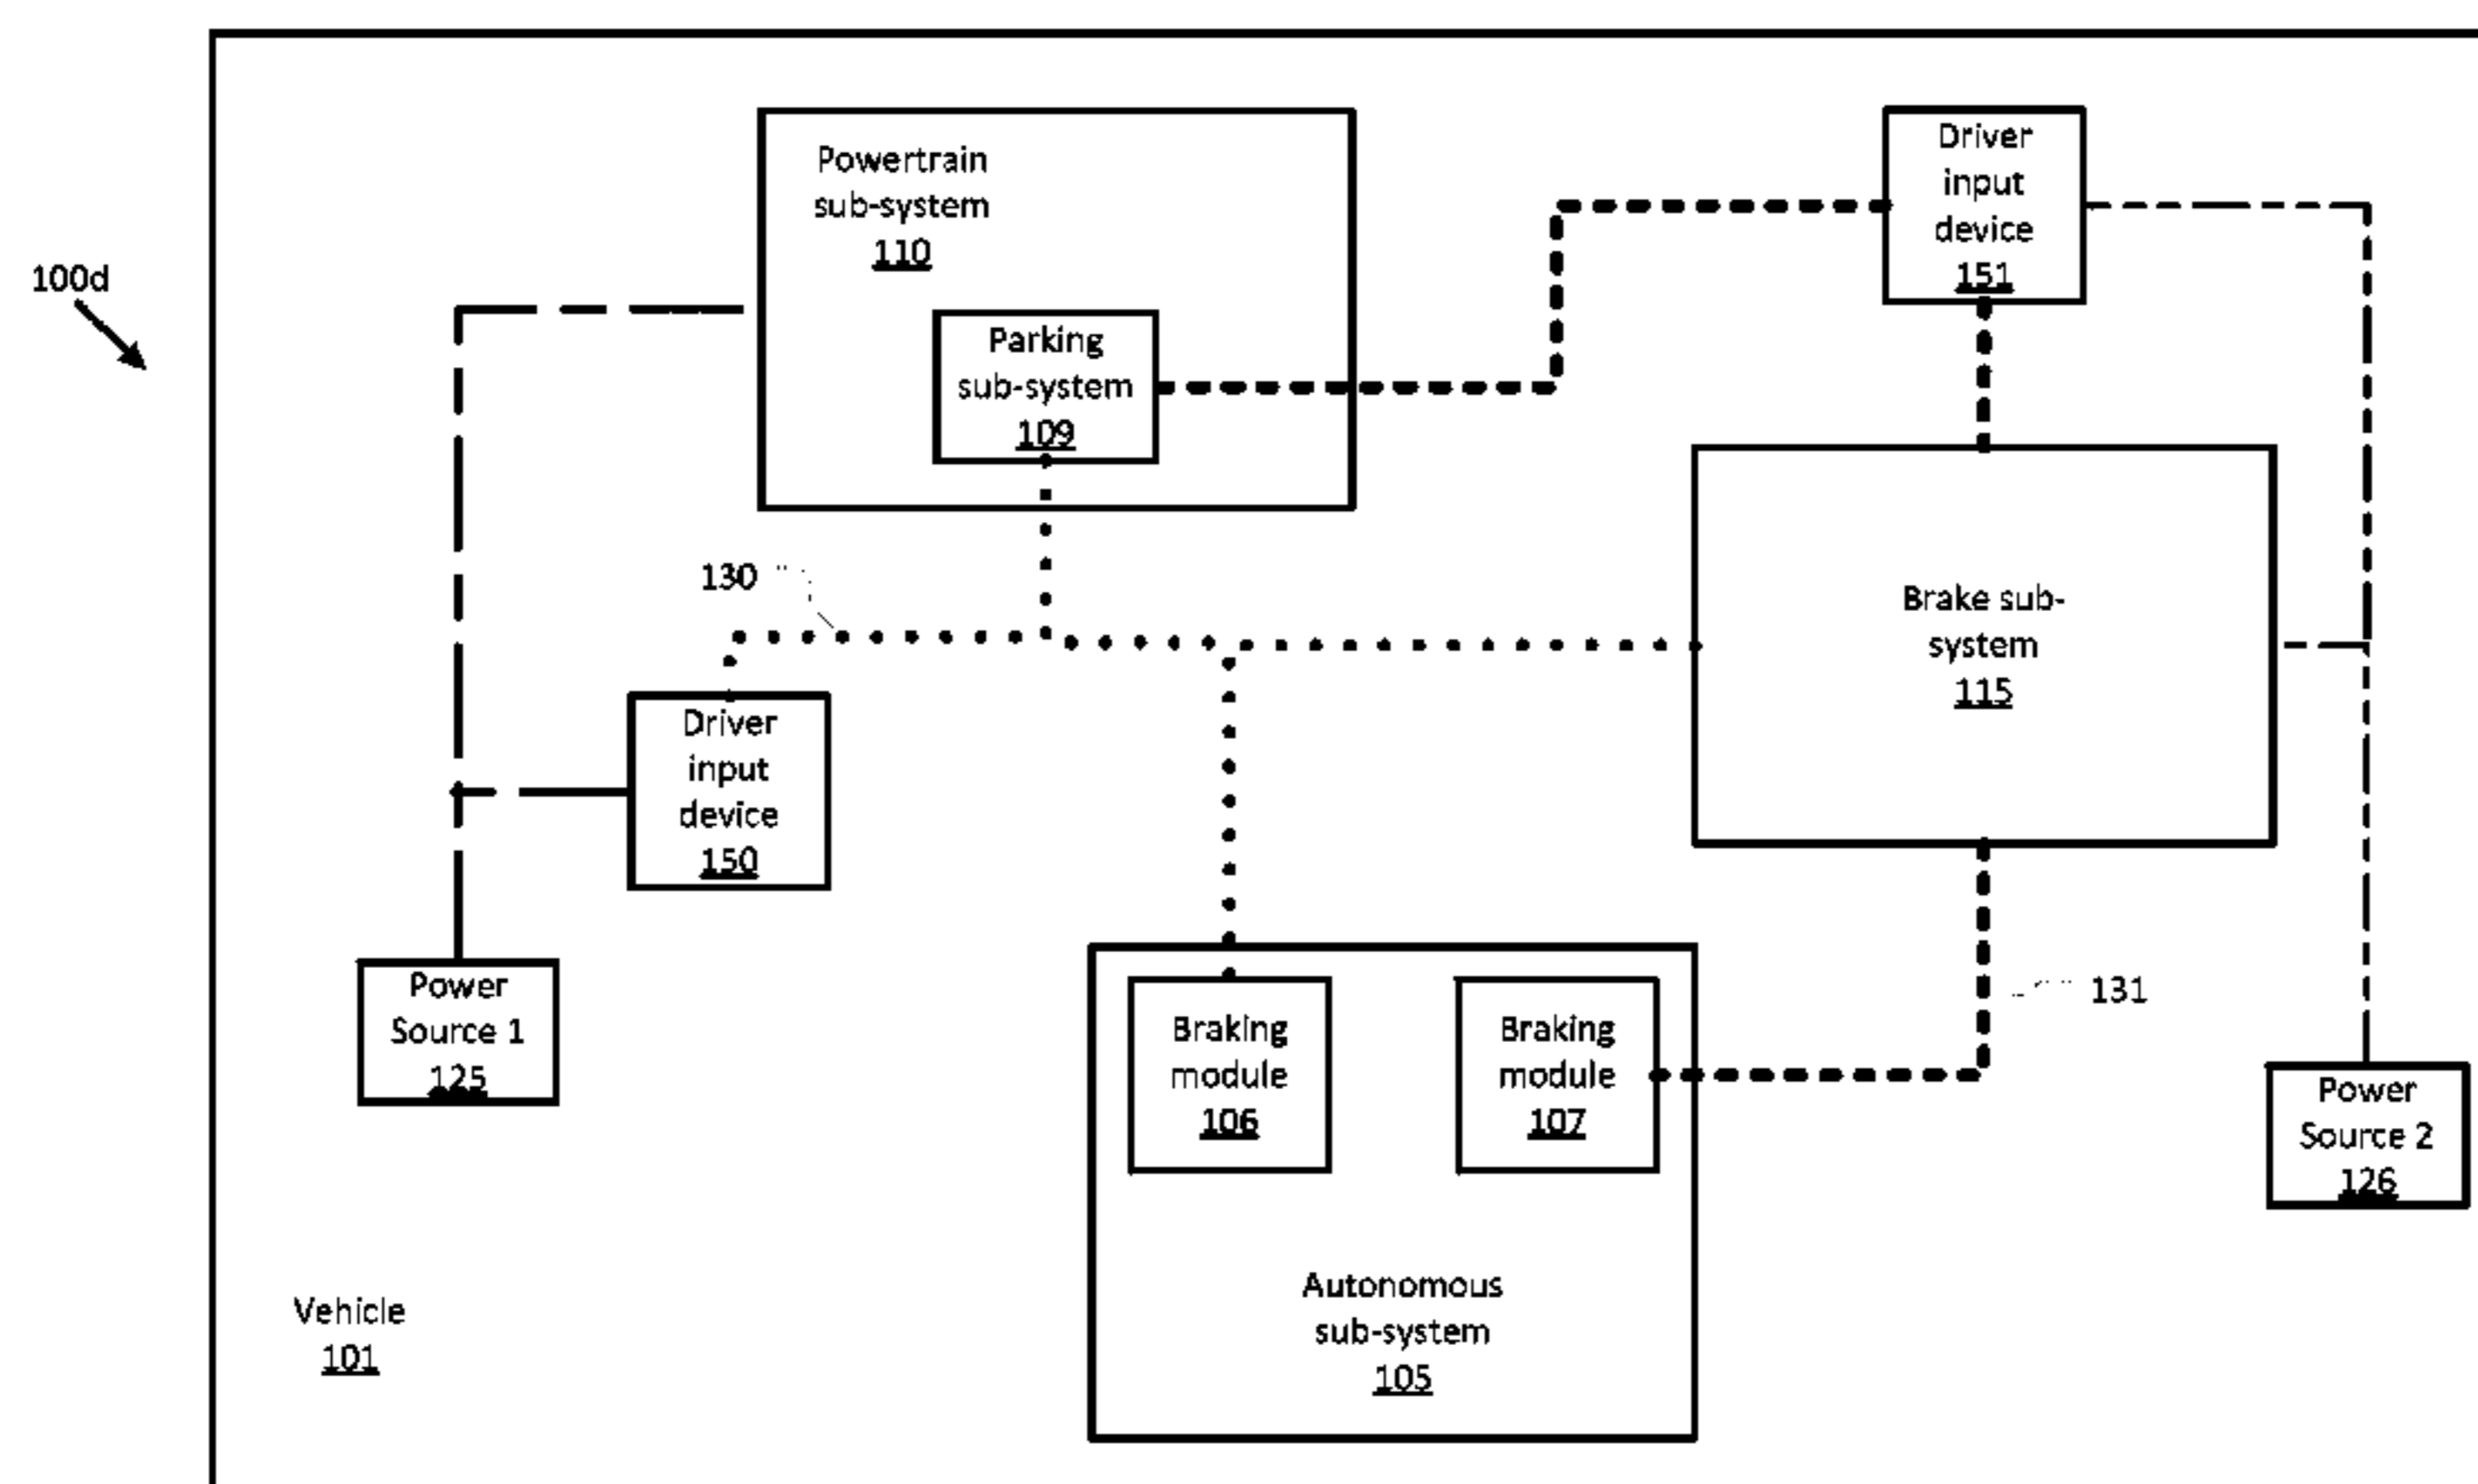 100d
Powertrain
sub-system
110
Parking
sub-system
109
Driver
input
device
151
130
Brake sub-
system
115
Driver
input
device
150
Power
Source 1
125
Braking
module
106
Braking
module
107
131
Power
Source 2
126
Autonomous
sub-system
105
Vehicle
101